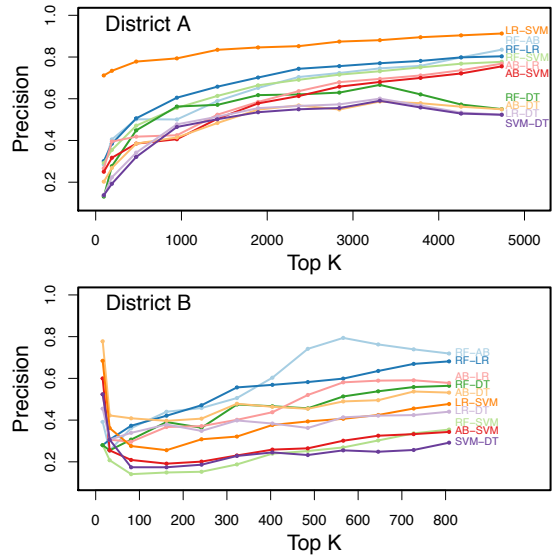 District A
Precision
1.0
0.8
0.6
0.4
0.2
LR-SVM
RF-AB
RF-LR
RF-SVM
AB-LR
AB-SVM
RF-DT
AB-DT
LR-DT
SVM-DT
0 1000 2000 3000 4000 5000
Top K
District B
Precision
1.0
0.8
0.6
0.4
0.2
RF-AB
RF-LR
AB-LR
RF-DT
AB-DT
LR-SVM
LR-DT
RF-SVM
AB-SVM
SVM-DT
0 100 200 300 400 500 600 700 800
Top K